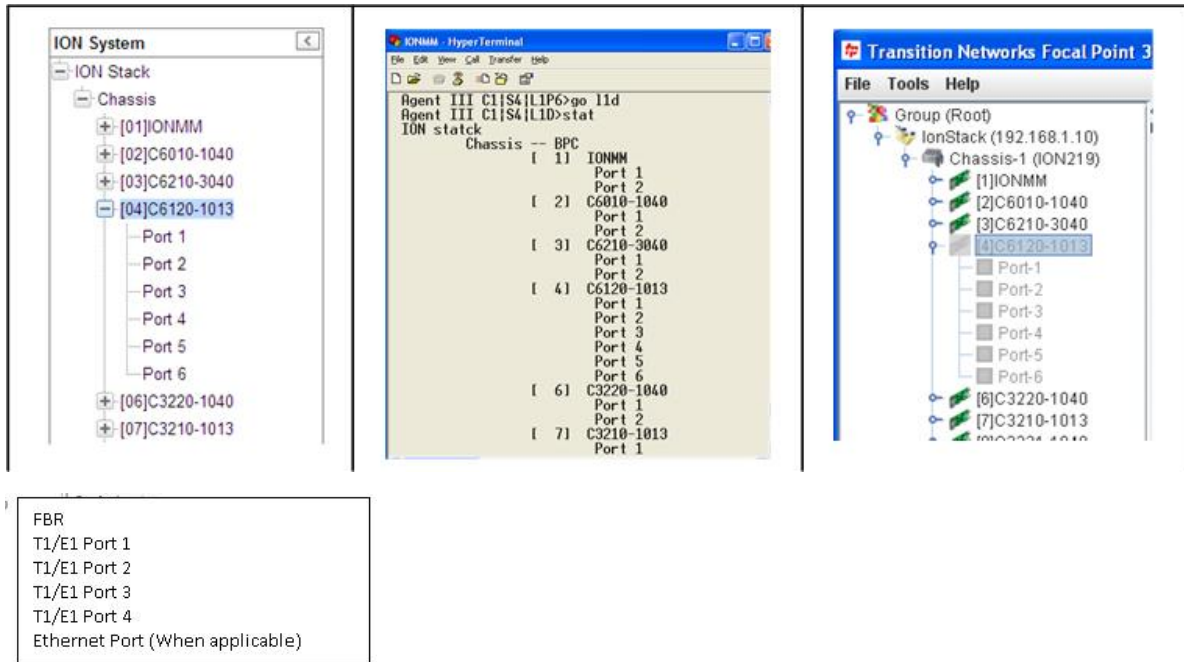 ION System
ION Stack
Chassis
[01]IONMM
[02]C6010-1040
[03]C6210-3040
[04]C6120-1013
Port 1
Port 2
Port 3
Port 4
Port 5
Port 6
[06]C3220-1040
[07]C3210-1013
IONMM - HyperTerminal
File Edit View Call Transfer Help
Agent III C1|S4|L1P6>go l1d
Agent III C1|S4|L1D>stat
ION statck
Chassis -- BPC
[ 1] IONMM
Port 1
Port 2
[ 2] C6010-1040
Port 1
Port 2
[ 3] C6210-3040
Port 1
Port 2
[ 4] C6120-1013
Port 1
Port 2
Port 3
Port 4
Port 5
Port 6
[ 6] C3220-1040
Port 1
Port 2
[ 7] C3210-1013
Port 1
Transition Networks Focal Point 3
File Tools Help
Group (Root)
IonStack (192.168.1.10)
Chassis-1 (ION219)
[1]IONMM
[2]C6010-1040
[3]C6210-3040
[4]C6120-1013
Port-1
Port-2
Port-3
Port-4
Port-5
Port-6
[6]C3220-1040
[7]C3210-1013
FBR
T1/E1 Port 1
T1/E1 Port 2
T1/E1 Port 3
T1/E1 Port 4
Ethernet Port (When applicable)